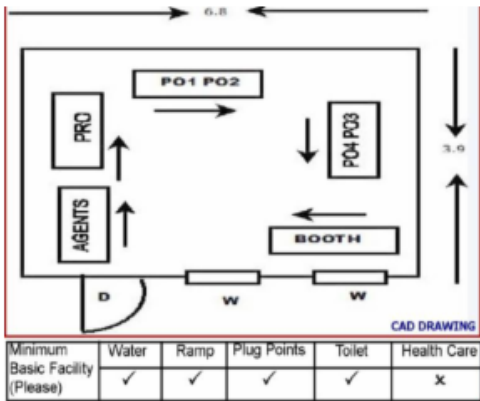 6.8
PO1 PO2
PRO
PO4 PO3
3.9
AGENTS
BOOTH
D
W
W
CAD DRAWING
Minimum Basic Facility (Please) Water Ramp Plug Points Toilet Health Care
✓ ✓ ✓ ✓ x